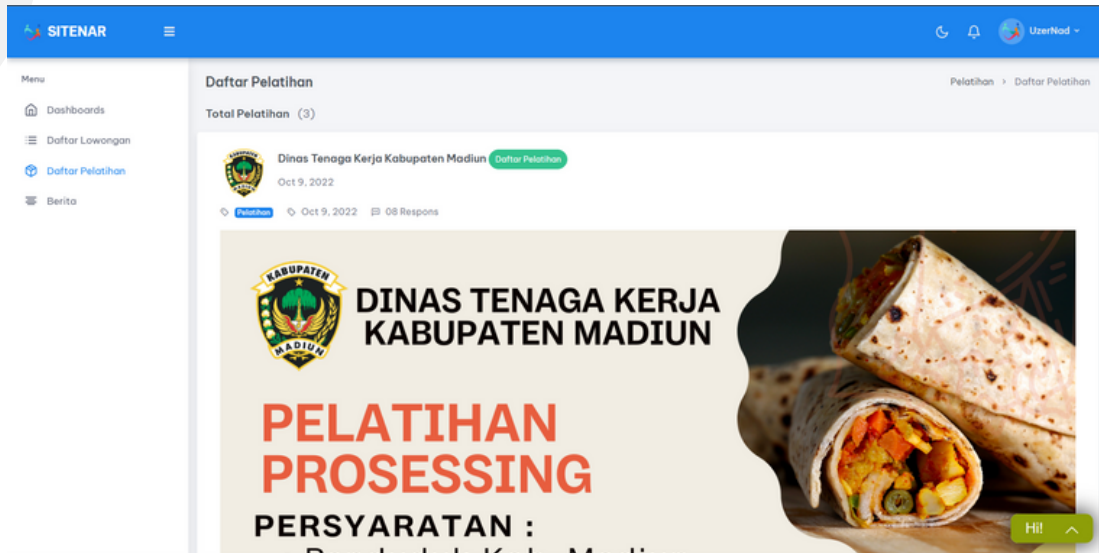 SITENAR
UzerNad
Menu
Dashboards
Daftar Lowongan
Daftar Pelatihan
Berita
Daftar Pelatihan
Pelatihan > Daftar Pelatihan
Total Pelatihan (3)
Dinas Tenaga Kerja Kabupaten Madiun Daftar Pelatihan
Oct 9, 2022
Pelatihan Oct 9, 2022 08 Respons
KABUPATEN
MADIUN
DINAS TENAGA KERJA
KABUPATEN MADIUN
PELATIHAN
PROSESSING
PERSYARATAN :
Hi!